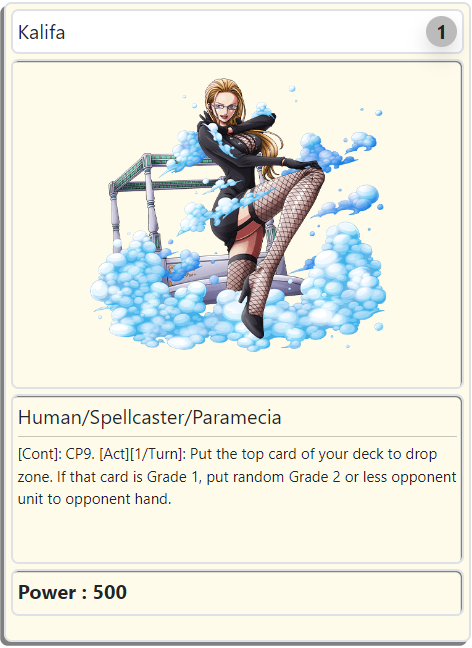 Kalifa
1
Human/Spellcaster/Paramecia
[Cont]: CP9. [Act][1/Turn]: Put the top card of your deck to drop
zone. If that card is Grade 1, put random Grade 2 or less opponent
unit to opponent hand.
Power : 500